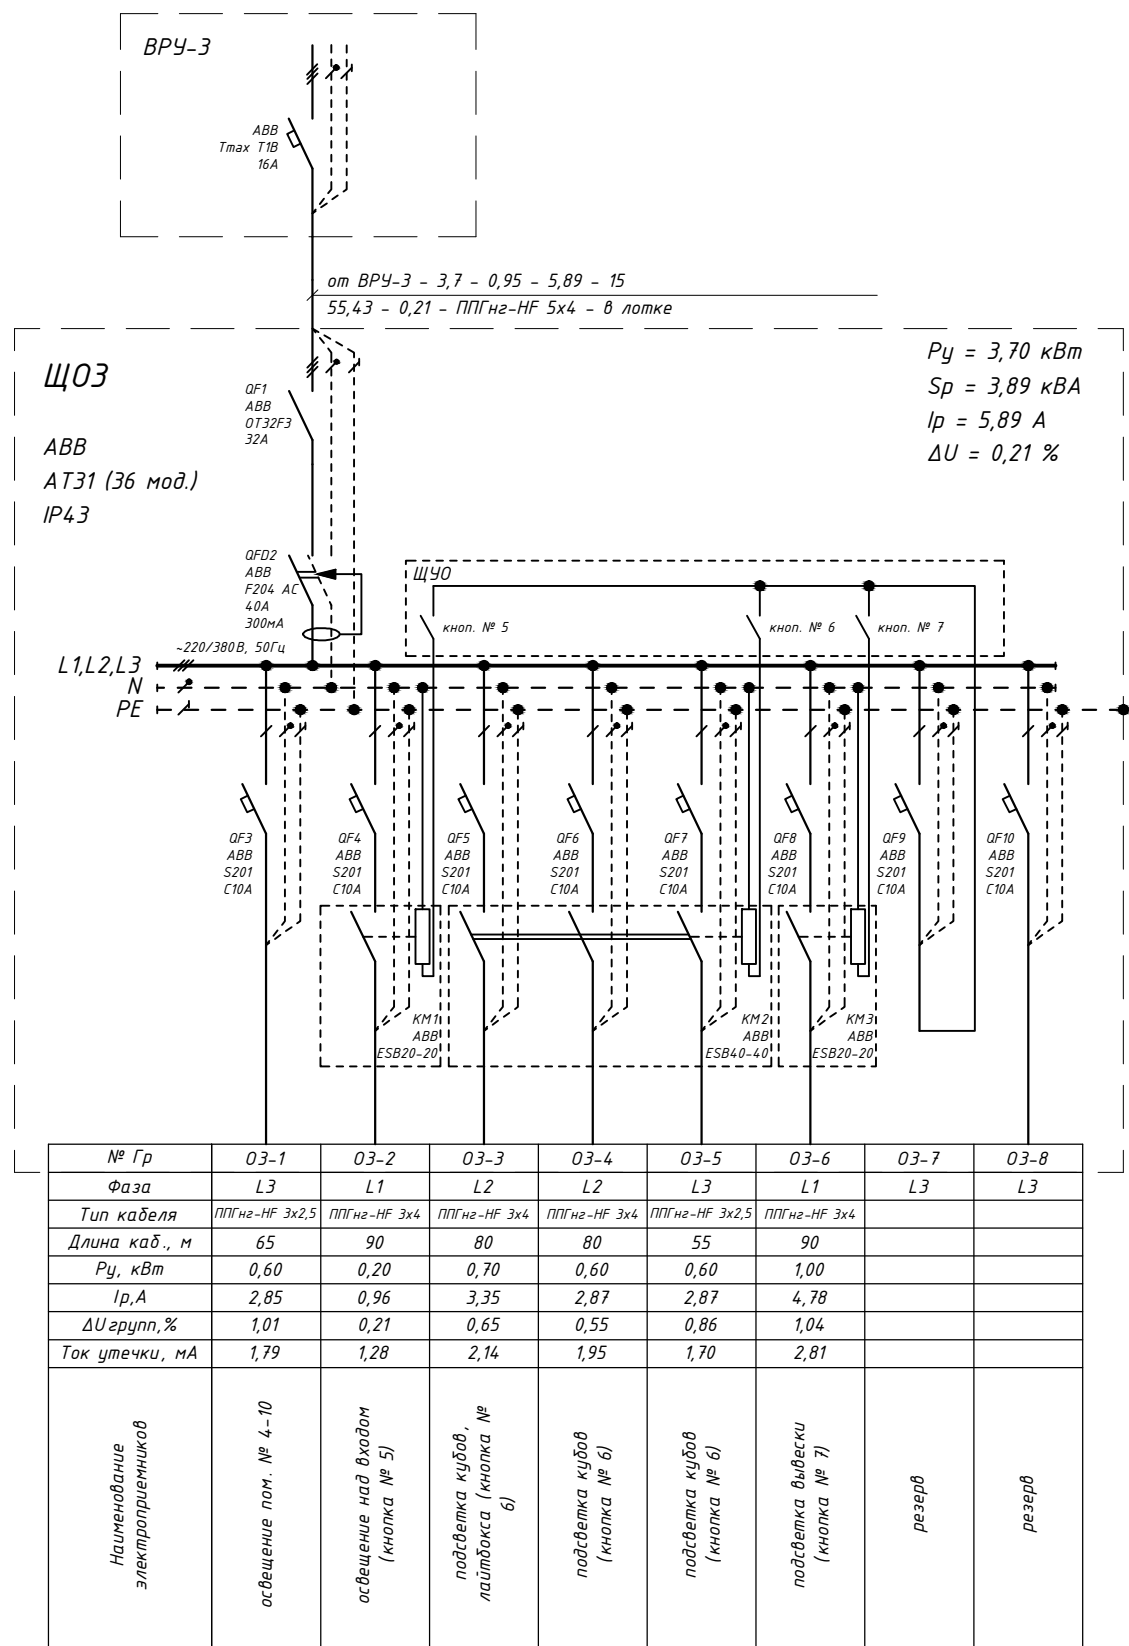 ВРУ-3
ABB
Tmax T1B
16A
от ВРУ-3 - 3,7 - 0,95 - 5,89 - 15
55,43 - 0,21 - ППГнг-HF 5х4 - в лотке
ЩО3
ABB
AT31 (36 мод.)
IP43
Ру = 3,70 кВт
Sр = 3,89 кВА
Iр = 5,89 А
ΔU = 0,21 %
QF1
ABB
OT32F3
32A
QFD2
ABB
F204 AC
40A
300мА
ЩУО
кноп. № 5
кноп. № 6
кноп. № 7
~220/380В, 50Гц
L1,L2,L3
N
PE
QF3
ABB
S201
C10A
QF4
ABB
S201
C10A
QF5
ABB
S201
C10A
QF6
ABB
S201
C10A
QF7
ABB
S201
C10A
QF8
ABB
S201
C10A
QF9
ABB
S201
C10A
QF10
ABB
S201
C10A
KM1
ABB
ESB20-20
KM2
ABB
ESB40-40
KM3
ABB
ESB20-20
№ Гр О3-1 О3-2 О3-3 О3-4 О3-5 О3-6 О3-7 О3-8
Фаза L3 L1 L2 L2 L3 L1 L3 L3
Тип кабеля ППГнг-HF 3х2,5 ППГнг-HF 3х4 ППГнг-HF 3х4 ППГнг-HF 3х4 ППГнг-HF 3х2,5 ППГнг-HF 3х4
Длина каб., м 65 90 80 80 55 90
Ру, кВт 0,60 0,20 0,70 0,60 0,60 1,00
Iр,А 2,85 0,96 3,35 2,87 2,87 4,78
ΔU групп,% 1,01 0,21 0,65 0,55 0,86 1,04
Ток утечки, мА 1,79 1,28 2,14 1,95 1,70 2,81
Наименование
электроприемников
освещение пом. № 4-10
освещение над входом
(кнопка № 5)
подсветка кубов,
лайтбокса (кнопка №
6)
подсветка кубов
(кнопка № 6)
подсветка кубов
(кнопка № 6)
подсветка вывески
(кнопка № 7)
резерв
резерв